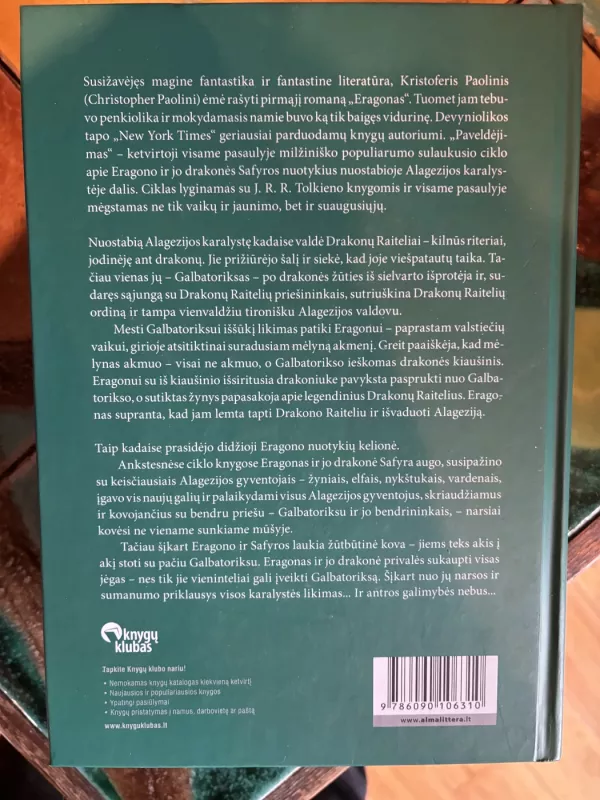 Susižavėjęs magine fantastika ir fantastine literatūra, Kristoferis Paolinis
(Christopher Paolini) ėmė rašyti pirmąjį romaną „Eragonas“. Tuomet jam tebu-
vo penkiolika ir mokydamasis namie buvo ką tik baigęs vidurinę. Devyniolikos
tapo „New York Times“ geriausiai parduodamų knygų autoriumi. „Paveldėji-
mas“ – ketvirtoji visame pasaulyje milžiniško populiarumo sulaukusio ciklo
apie Eragono ir jo drakonės Safyros nuotykius nuostabioje Alagezijos karalys-
tėje dalis. Ciklas lyginamas su J. R. R. Tolkieno knygomis ir visame pasaulyje
mėgstamas ne tik vaikų ir jaunimo, bet ir suaugusiųjų.
Nuostabią Alagezijos karalystę kadaise valdė Drakonų Raiteliai – kilnūs riteriai,
jodinėję ant drakonų. Jie prižiūrėjo šalį ir siekė, kad joje viešpatautų taika. Ta-
čiau vienas jų – Galbatoriksas – po drakonės žūties iš sielvarto išprotėja ir, su-
daręs sąjungą su Drakonų Raitelių priešininkais, sutriuškina Drakonų Raitelių
ordiną ir tampa vienvaldžiu tironišku Alagezijos valdovu.
Mesti Galbatoriksui iššūkį likimas patiki Eragonui – paprastam valstiečių
vaikui, girioje atsitiktinai suradusiam mėlyną akmenį. Greit paaiškėja, kad mė-
lynas akmuo – visai ne akmuo, o Galbatorikso ieškomas drakonės kiaušinis.
Eragonui su iš kiaušinio išsiritusia drakoniuke pavyksta pasprukti nuo Galba-
torikso, o sutiktas žynys papasakoja apie legendinius Drakonų Raitelius. Erago-
nas supranta, kad jam lemta tapti Drakono Raiteliu ir išvaduoti Alageziją.
Taip kadaise prasidėjo didžioji Eragono nuotykių kelionė.
Ankstesnėse ciklo knygose Eragonas ir jo drakonė Safyra augo, susipažino
su keisčiausiais Alagezijos gyventojais – žyniais, elfais, nykštukais, vardenais,
įgavo vis naujų galių ir palaikydami visus Alagezijos gyventojus, skriaudžiamus
ir kovojančius su bendru priešu – Galbatoriksu ir jo bendrininkais, – narsiai
kovėsi ne viename sunkiame mūšyje.
Tačiau šįkart Eragono ir Safyros laukia žūtbūtinė kova – jiems teks akis į
akį stoti su pačiu Galbatoriksu. Eragonas ir jo drakonė privalės sukaupti visas
jėgas – nes tik jie vieninteliai gali įveikti Galbatoriksą. Šįkart nuo jų narsos ir
sumanumo priklausys visos karalystės likimas... Ir antros galimybės nebus...
knygų
klubas
Tapkite Knygų klubo nariu!
• Nemokamas knygų katalogas kiekvieną ketvirtį
• Naujausios ir populiariausios knygos
• Ypatingi pasiūlymai
• Knygų pristatymas į namus, darbovietę ar paštą
www.knyguklubas.lt
9 786090 106310
www.almalittera.lt